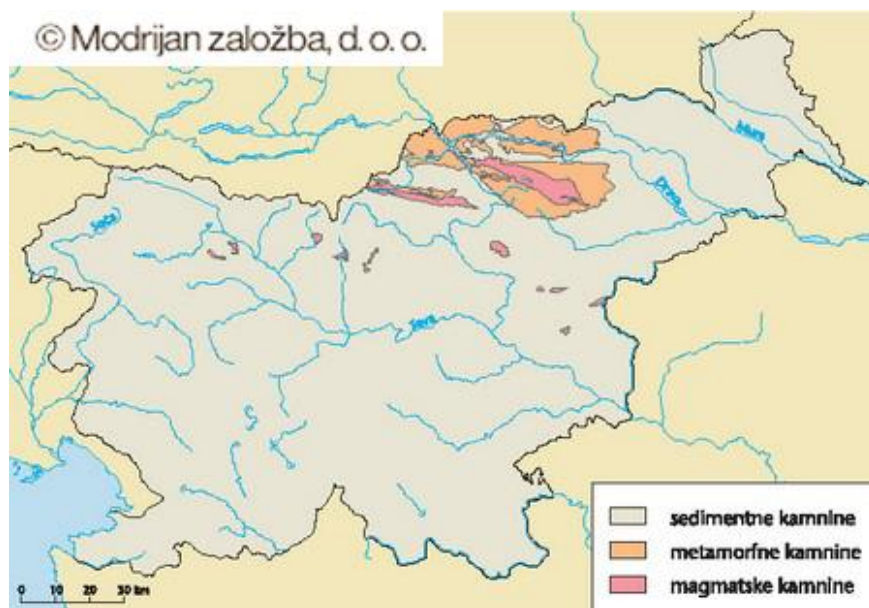 © Modrijan založba, d. o. o.
Mura
Drava
Soča
Sava
sedimentne kamnine
metamorfne kamnine
magmatske kamnine
0 10 20 30 km